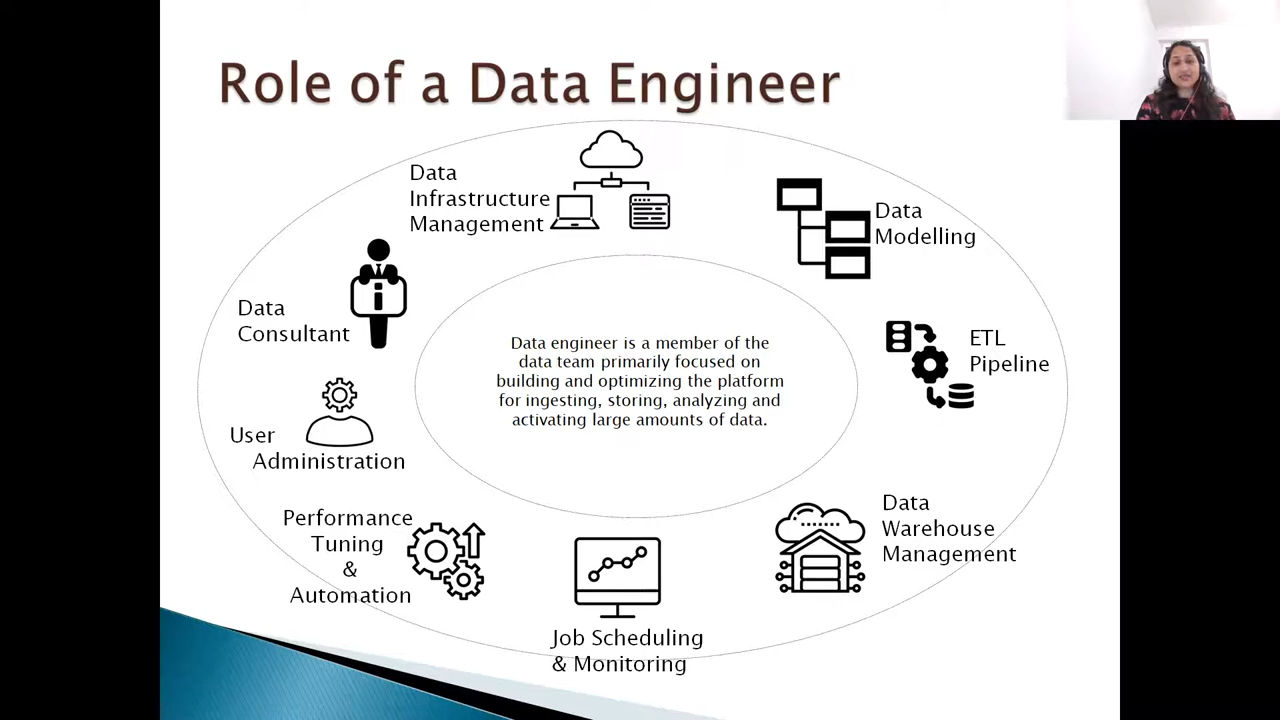 Role of a Data Engineer
Data
Infrastructure
Management
Data
Modelling
Data
Consultant
ETL
Pipeline
Data engineer is a member of the
data team primarily focused on
building and optimizing the platform
for ingesting, storing, analyzing and
activating large amounts of data.
User
Administration
Performance
Tuning
&
Automation
Data
Warehouse
Management
Job Scheduling
& Monitoring